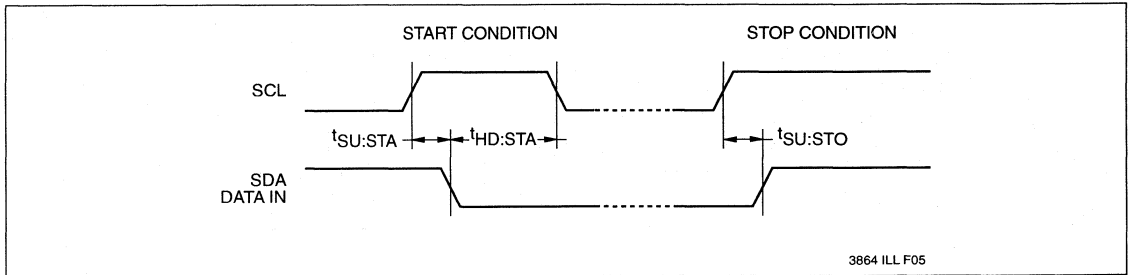 START CONDITION
STOP CONDITION
SCL
tSU:STA
tHD:STA
tSU:STO
SDA
DATA IN
3864 ILL F05